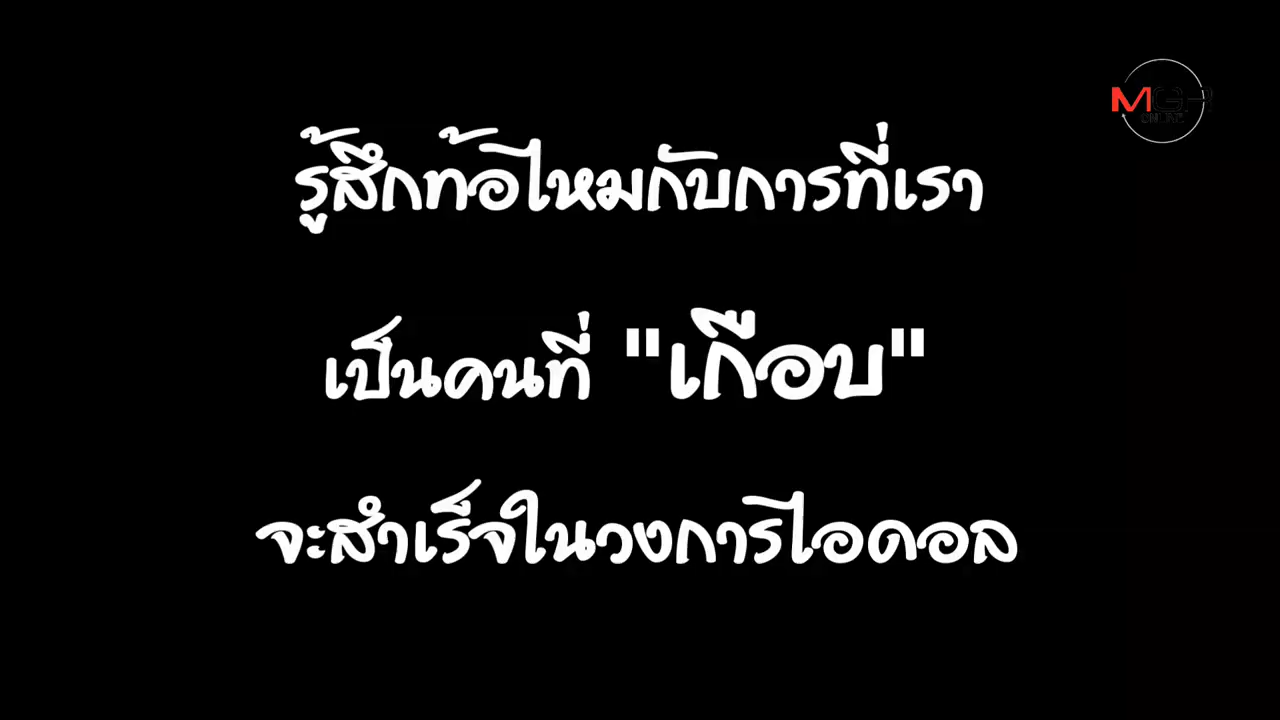 MGR
ONLINE
รู้สึกท้อไหมกับการที่เรา
เป็นคนที่ "เกือบ"
จะสำเร็จในวงการไอดอล